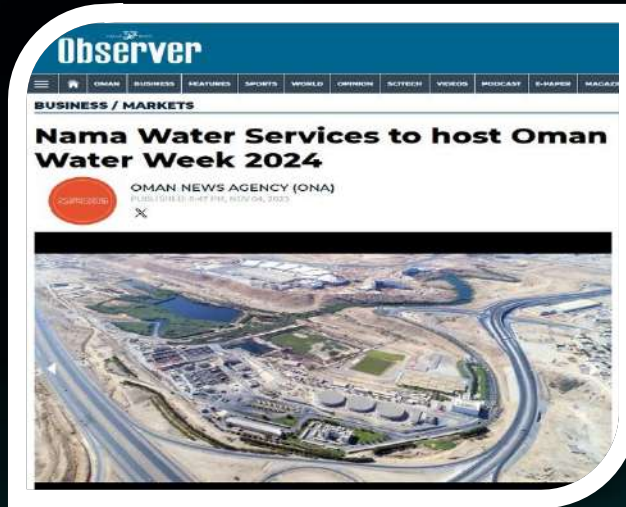 Observer
OMAN BUSINESS FEATURES SPORTS WORLD OPINION SCITECH VIDEOS PODCAST E-PAPER
BUSINESS / MARKETS
Nama Water Services to host Oman
Water Week 2024
OMAN NEWS AGENCY (ONA)